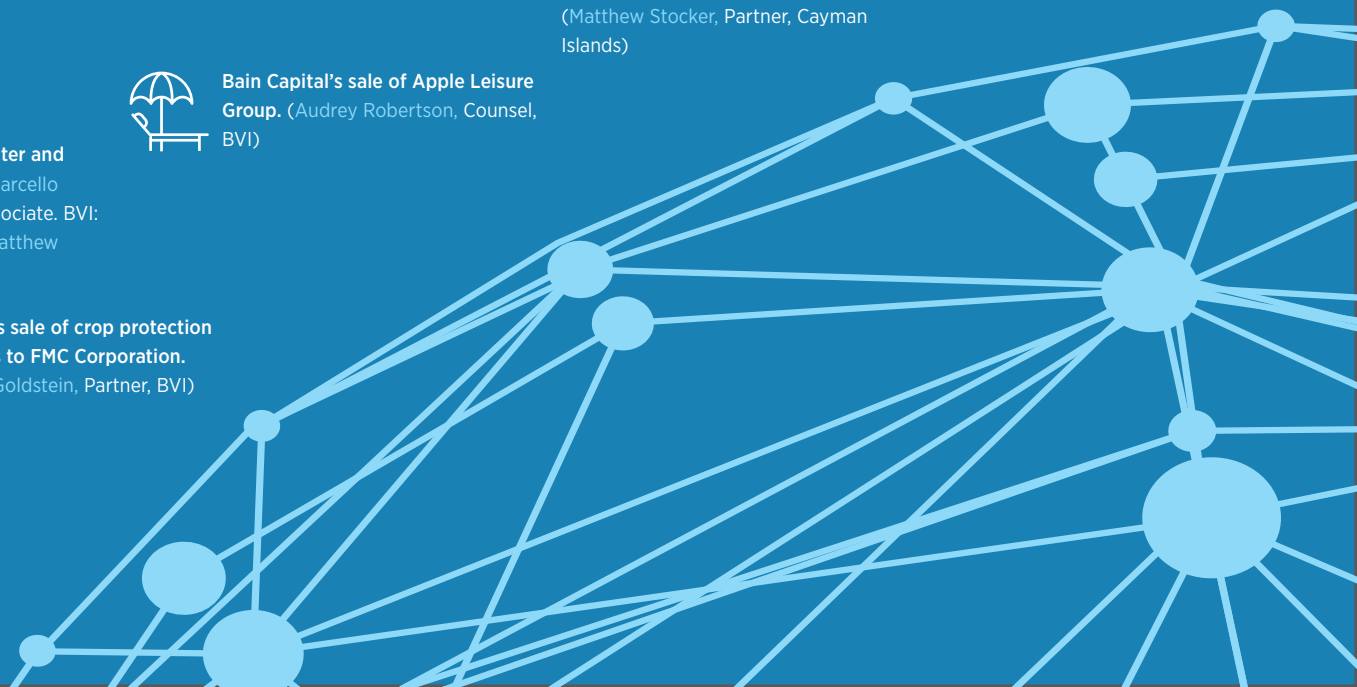 (Matthew Stocker, Partner, Cayman
Islands)
Bain Capital's sale of Apple Leisure
Group. (Audrey Robertson, Counsel,
BVI)
ter and
arcello
ociate. BVI:
atthew
s sale of crop protection
to FMC Corporation.
Goldstein, Partner, BVI)